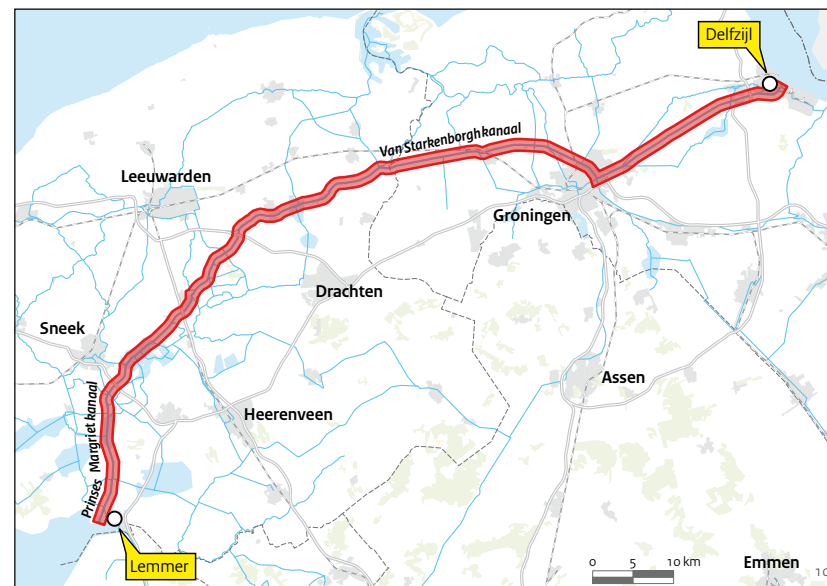 Delfzijl
Van Starkenborghkanaal
Leeuwarden
Groningen
Drachten
Sneek
Assen
Prinses Margriet kanaal
Heerenveen
Lemmer
0 5 10 km
Emmen